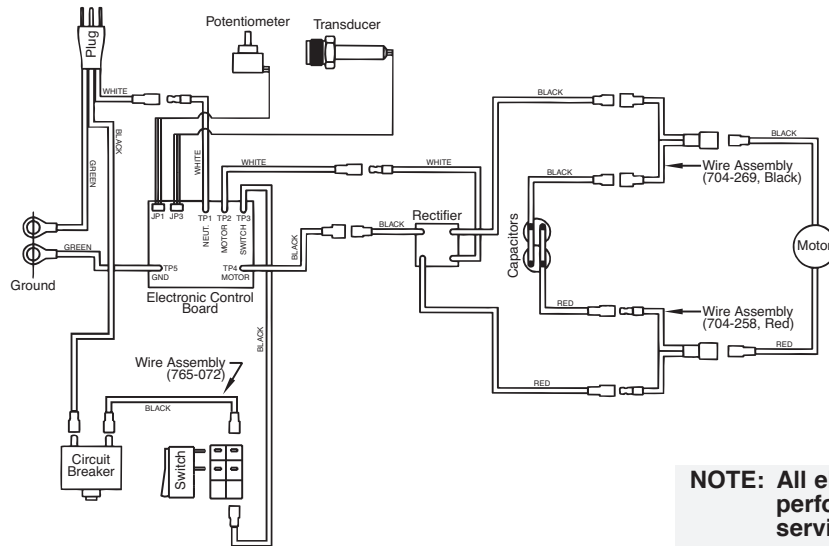 Potentiometer
Transducer
Plug
WHITE
BLACK
GREEN
WHITE
BLACK
BLACK
Wire Assembly
(704-269, Black)
BLACK
WHITE
WHITE
BLACK
JP1
JP3
TP1
TP2
TP3
NEUT.
MOTOR
SWITCH
BLACK
BLACK
Rectifier
Capacitors
Motor
GREEN
TP5
GND
TP4
MOTOR
Ground
Electronic Control
Board
RED
Wire Assembly
(704-258, Red)
RED
RED
BLACK
Wire Assembly
(765-072)
BLACK
Circuit
Breaker
Switch
NOTE: All e
perfo
servi